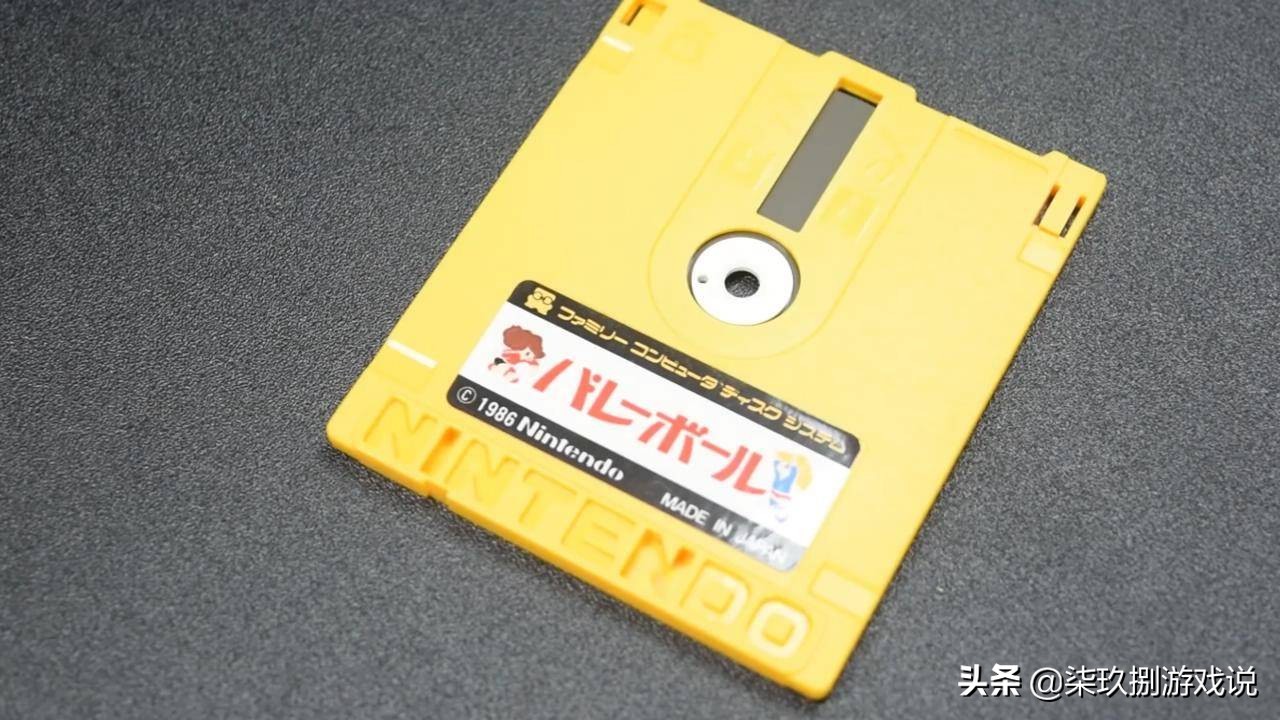 ファミリー コンピュータ ディスク システム
バレーボール
© 1986 Nintendo MADE IN JAPAN
NINTENDO
头条 @柒玖捌游戏说